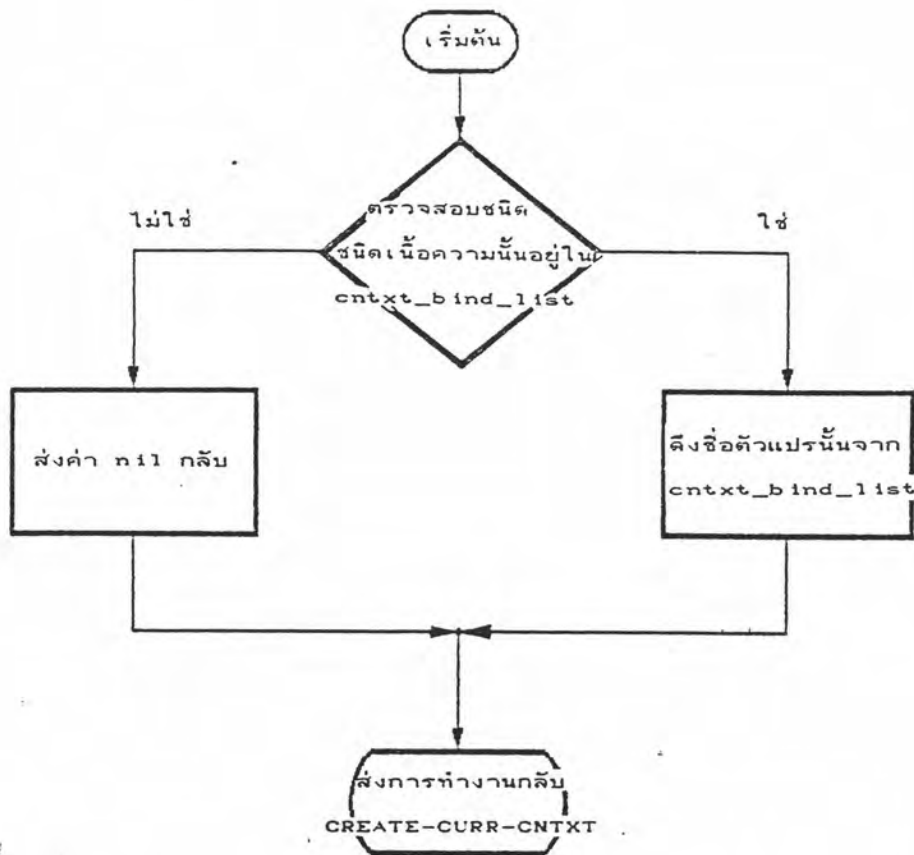 เริ่มต้น
ตรวจสอบชนิด
ไม่ใช่
ใช่
ชนิดเนื้อความนั้นอยู่ใน
cntxt_bind_list
ส่งค่า nil กลับ
ดึงชื่อตัวแปรนั้นจาก
cntxt_bind_list
ส่งการทำงานกลับ
CREATE-CURR-CNTXT